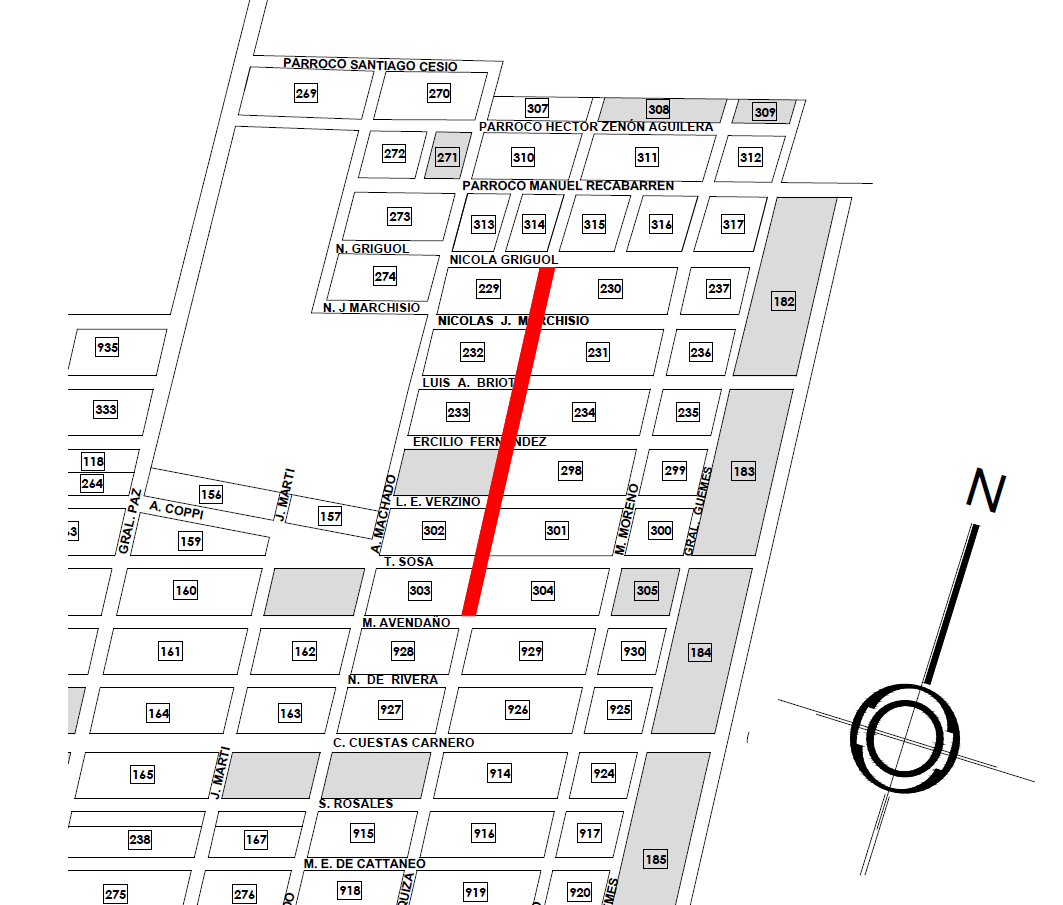 PARROCO SANTIAGO CESIO
269
270
307
308
309
PARROCO HECTOR ZENÓN AGUILERA
272
271
310
311
312
PARROCO MANUEL RECABARREN
273
313
314
315
316
317
N. GRIGUOL
NICOLA GRIGUOL
274
229
230
237
182
N. J MARCHISIO
NICOLAS J. M RCHISIO
935
232
231
236
LUIS A. BRIOT
333
233
234
235
ERCILIO FERN NDEZ
118
264
298
299
183
GRAL. GUEMES
156
J. MARTI
A. MACHADO
M. MORENO
N
GRAL. PAZ
A. COPPI
157
L. E. VERZINO
302
301
300
159
T. SOSA
160
303
304
305
M. AVENDAÑO
161
162
928
929
930
184
N. DE RIVERA
164
163
927
926
925
C. CUESTAS CARNERO
165
J. MARTI
914
924
S. ROSALES
238
167
915
916
917
185
M. E. DE CATTANEO
275
276
918
QUIZA
919
920
MES